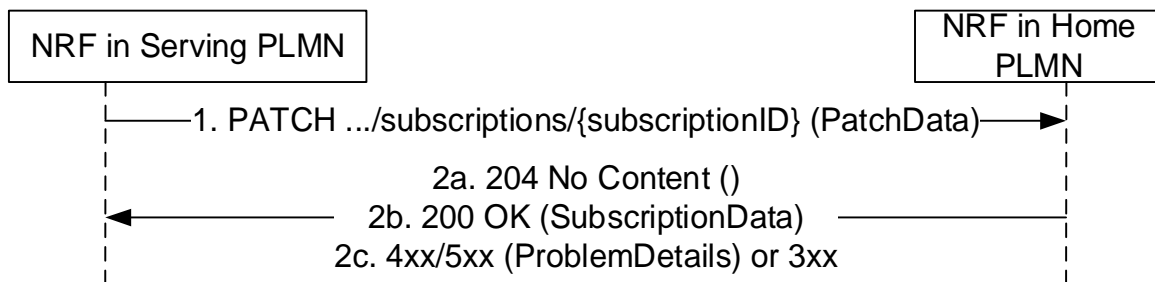 NRF in Serving PLMN
NRF in Home
PLMN
1. PATCH .../subscriptions/{subscriptionID} (PatchData)
2a. 204 No Content ()
2b. 200 OK (SubscriptionData)
2c. 4xx/5xx (ProblemDetails) or 3xx